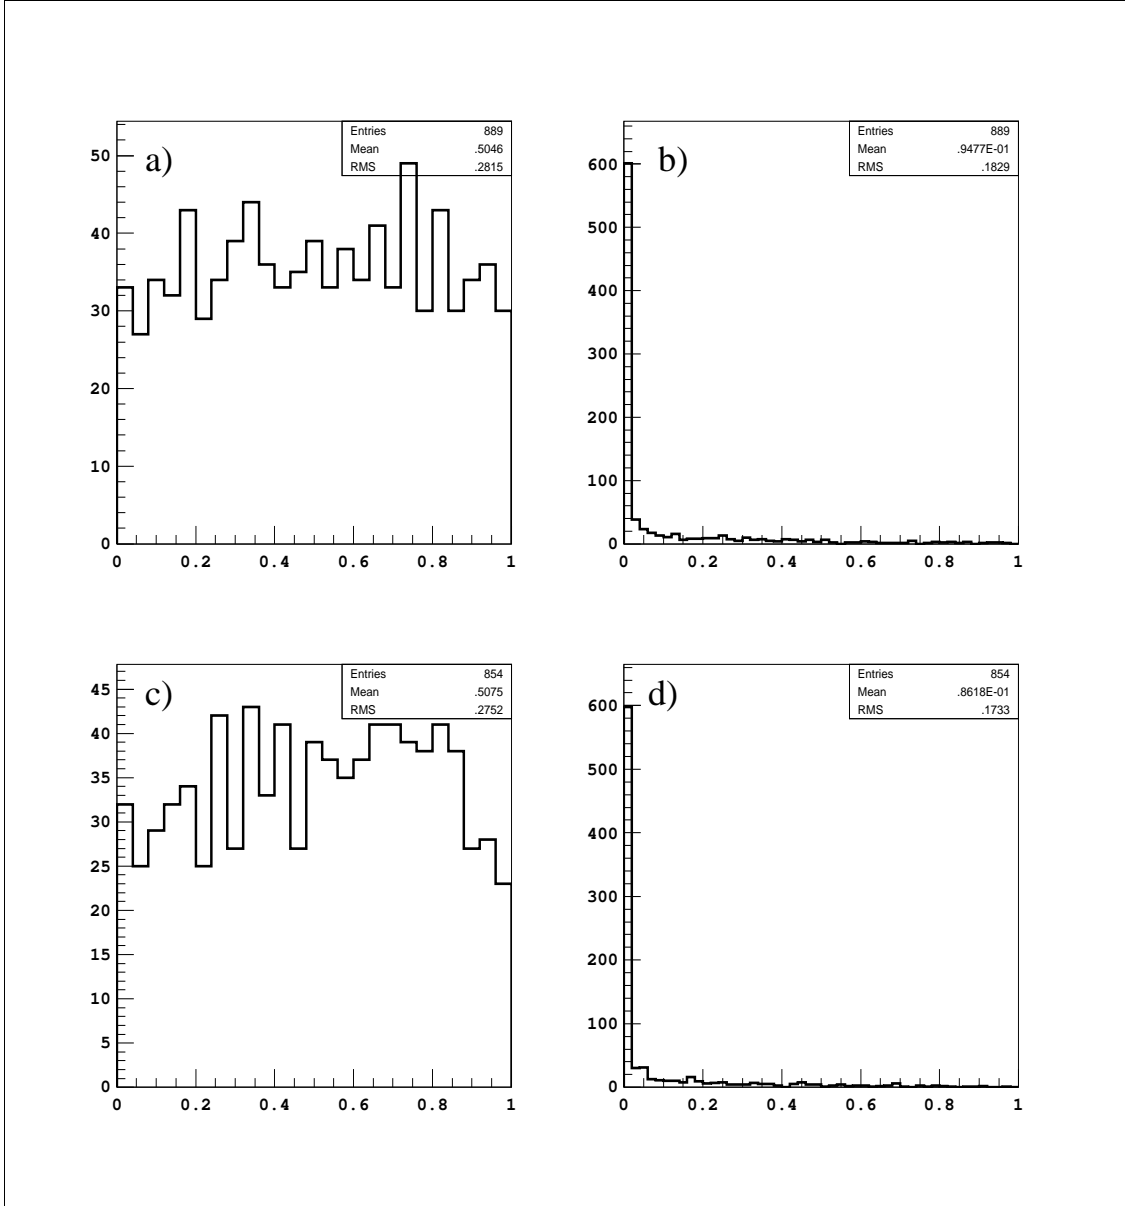 a)
Entries 889
Mean .5046
RMS .2815
50
40
30
20
10
0
0 0.2 0.4 0.6 0.8 1
b)
Entries 889
Mean .9477E-01
RMS .1829
600
500
400
300
200
100
0
0 0.2 0.4 0.6 0.8 1
c)
Entries 854
Mean .5075
RMS .2752
45
40
35
30
25
20
15
10
5
0
0 0.2 0.4 0.6 0.8 1
d)
Entries 854
Mean .8618E-01
RMS .1733
600
500
400
300
200
100
0
0 0.2 0.4 0.6 0.8 1